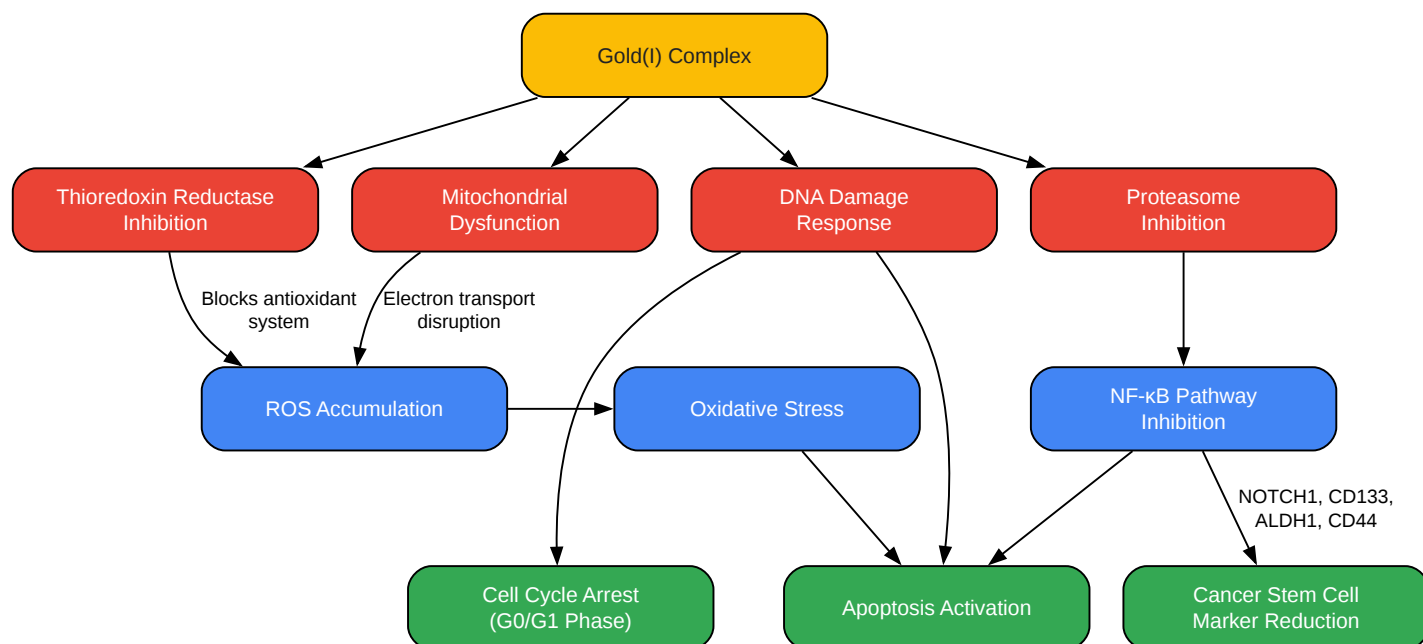 Gold(I) Complex
Thioredoxin Reductase
Inhibition
Mitochondrial
Dysfunction
DNA Damage
Response
Proteasome
Inhibition
Blocks antioxidant
system
Electron transport
disruption
ROS Accumulation
Oxidative Stress
NF-κB Pathway
Inhibition
NOTCH1, CD133,
ALDH1, CD44
Cell Cycle Arrest
(G0/G1 Phase)
Apoptosis Activation
Cancer Stem Cell
Marker Reduction